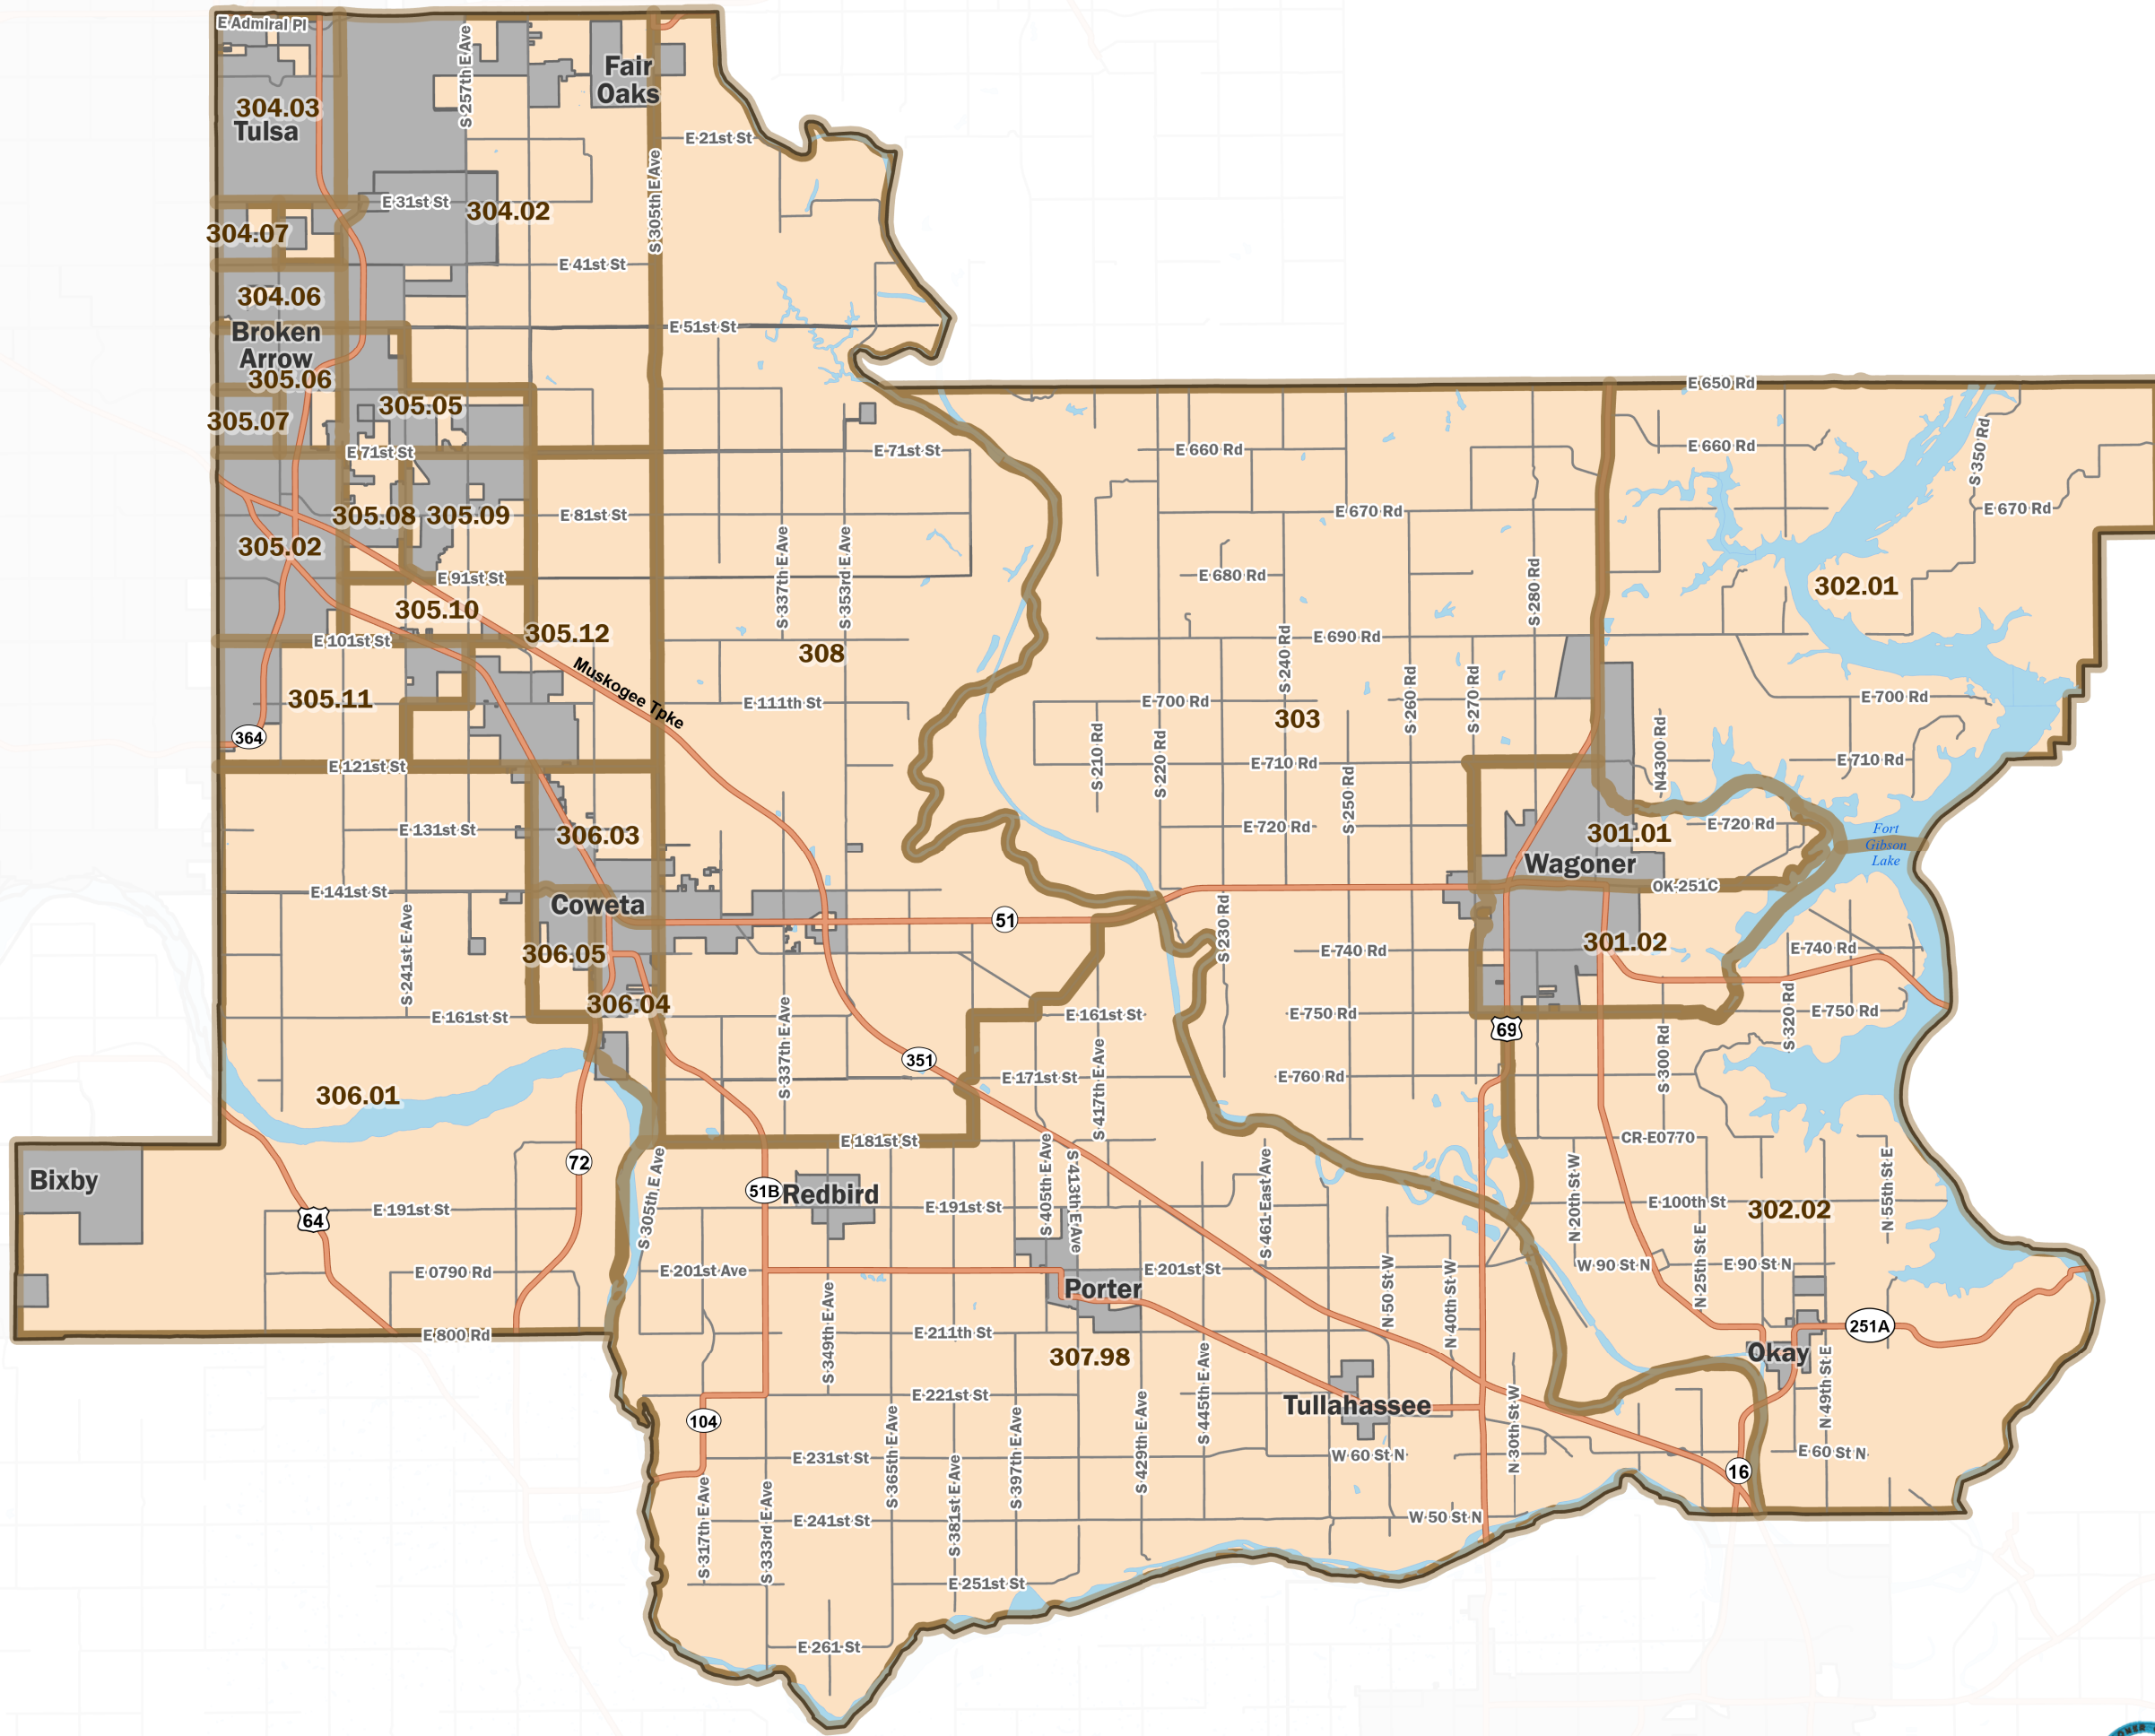 E Admiral Pl
S 257th E Ave
Fair
Oaks
304.03
Tulsa
E 21st St
S 305th E Ave
E 31st St
304.02
304.07
E 41st St
304.06
E 51st St
Broken
Arrow
305.06
305.05
305.07
E 71st St
E 71st St
E 650 Rd
E 660 Rd
E 660 Rd
S 350 Rd
E 670 Rd
E 670 Rd
305.08
305.09
E 81st St
305.02
S 337th E Ave
S 353rd E Ave
E 91st St
E 680 Rd
S 280 Rd
302.01
305.10
305.12
E 101st St
308
E 690 Rd
S 240 Rd
Muskogee Tpke
305.11
E 111th St
E 700 Rd
S 260 Rd
S 270 Rd
E 700 Rd
303
364
S 210 Rd
S 220 Rd
N4300 Rd
E 121st St
E 710 Rd
E 710 Rd
S 250 Rd
E 131st St
306.03
E 720 Rd
301.01
E 720 Rd
Fort
Gibson
Lake
Wagoner
E 141st St
OK-251C
Coweta
51
S 230 Rd
S 241st E Ave
306.05
E 740 Rd
301.02
E 740 Rd
306.04
E 161st St
S 337th E Ave
E 161st St
E 750 Rd
69
S 320 Rd
E 750 Rd
351
S 300 Rd
E 171st St
S 417th E Ave
E 760 Rd
306.01
E 181st St
CR-E0770
Bixby
72
S 305th E Ave
51B
Redbird
S 405th E Ave
S 413th E Ave
S 461 East Ave
N 20th St W
N 55th St E
64
E 191st St
E 191st St
E 100th St
302.02
E 0790 Rd
E 201st Ave
E 201st St
W 90 St N
E 90 St N
N 25th St E
Porter
S 349th E Ave
N 50 St W
N 40th St W
E 800 Rd
E 211th St
251A
307.98
Okay
S 445th E Ave
N 49th St E
E 221st St
Tullahassee
104
S 365th E Ave
S 397th E Ave
S 429th E Ave
N 30th St W
E 231st St
W 60 St N
E 60 St N
16
S 317th E Ave
S 333rd E Ave
S 381st E Ave
E 241st St
W 50 St N
E 251st St
E 261 St